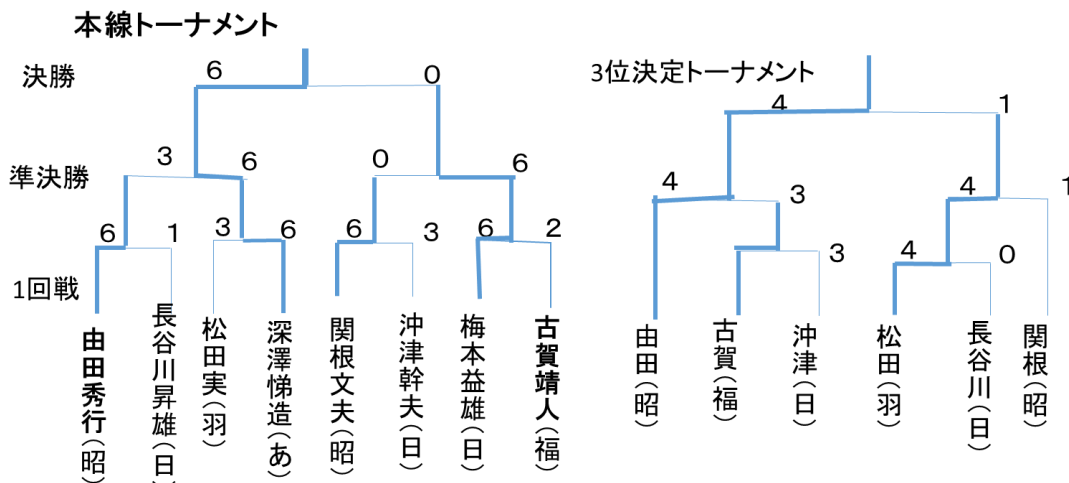 本線トーナメント
決勝
6
0
準決勝
3
6
0
6
1回戦
6
1
3
6
6
3
6
2
由田秀行(昭)
長谷川昇雄(日)
松田実(羽)
深澤悌造(あ)
関根文夫(昭)
沖津幹夫(日)
梅本益雄(日)
古賀靖人(福)
3位決定トーナメント
4
1
4
3
4
1
3
4
0
由田(昭)
古賀(福)
沖津(日)
松田(羽)
長谷川(日)
関根(昭)